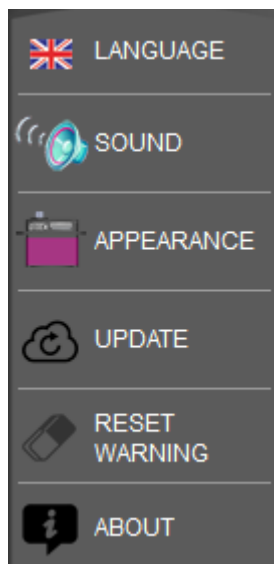 LANGUAGE
SOUND
APPEARANCE
UPDATE
RESET
WARNING
ABOUT